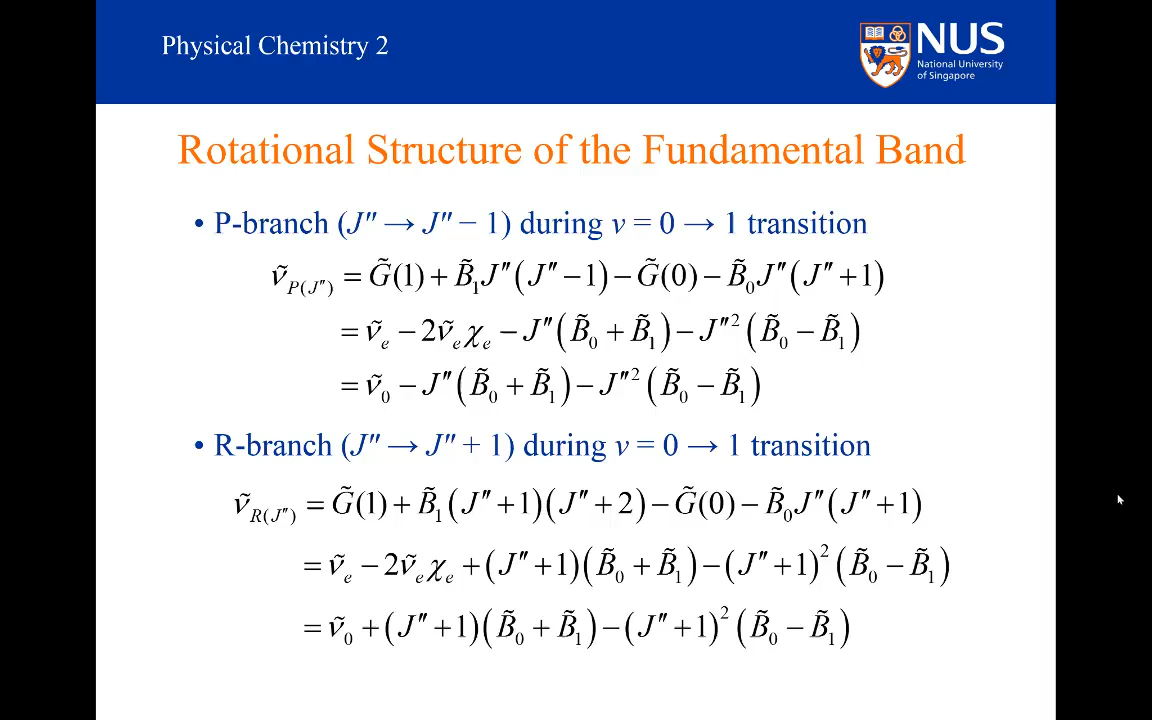 Physical Chemistry 2
NUS
National University
of Singapore
Rotational Structure of the Fundamental Band
• P-branch (J″ → J″ − 1) during v = 0 → 1 transition
ν̃_P(J″) = G̃(1) + B̃₁J″(J″ − 1) − G̃(0) − B̃₀J″(J″ + 1)
= ν̃ₑ − 2ν̃ₑχₑ − J″(B̃₀ + B̃₁) − J″²(B̃₀ − B̃₁)
= ν̃₀ − J″(B̃₀ + B̃₁) − J″²(B̃₀ − B̃₁)
• R-branch (J″ → J″ + 1) during v = 0 → 1 transition
ν̃_R(J″) = G̃(1) + B̃₁(J″ + 1)(J″ + 2) − G̃(0) − B̃₀J″(J″ + 1)
= ν̃ₑ − 2ν̃ₑχₑ + (J″ + 1)(B̃₀ + B̃₁) − (J″ + 1)²(B̃₀ − B̃₁)
= ν̃₀ + (J″ + 1)(B̃₀ + B̃₁) − (J″ + 1)²(B̃₀ − B̃₁)